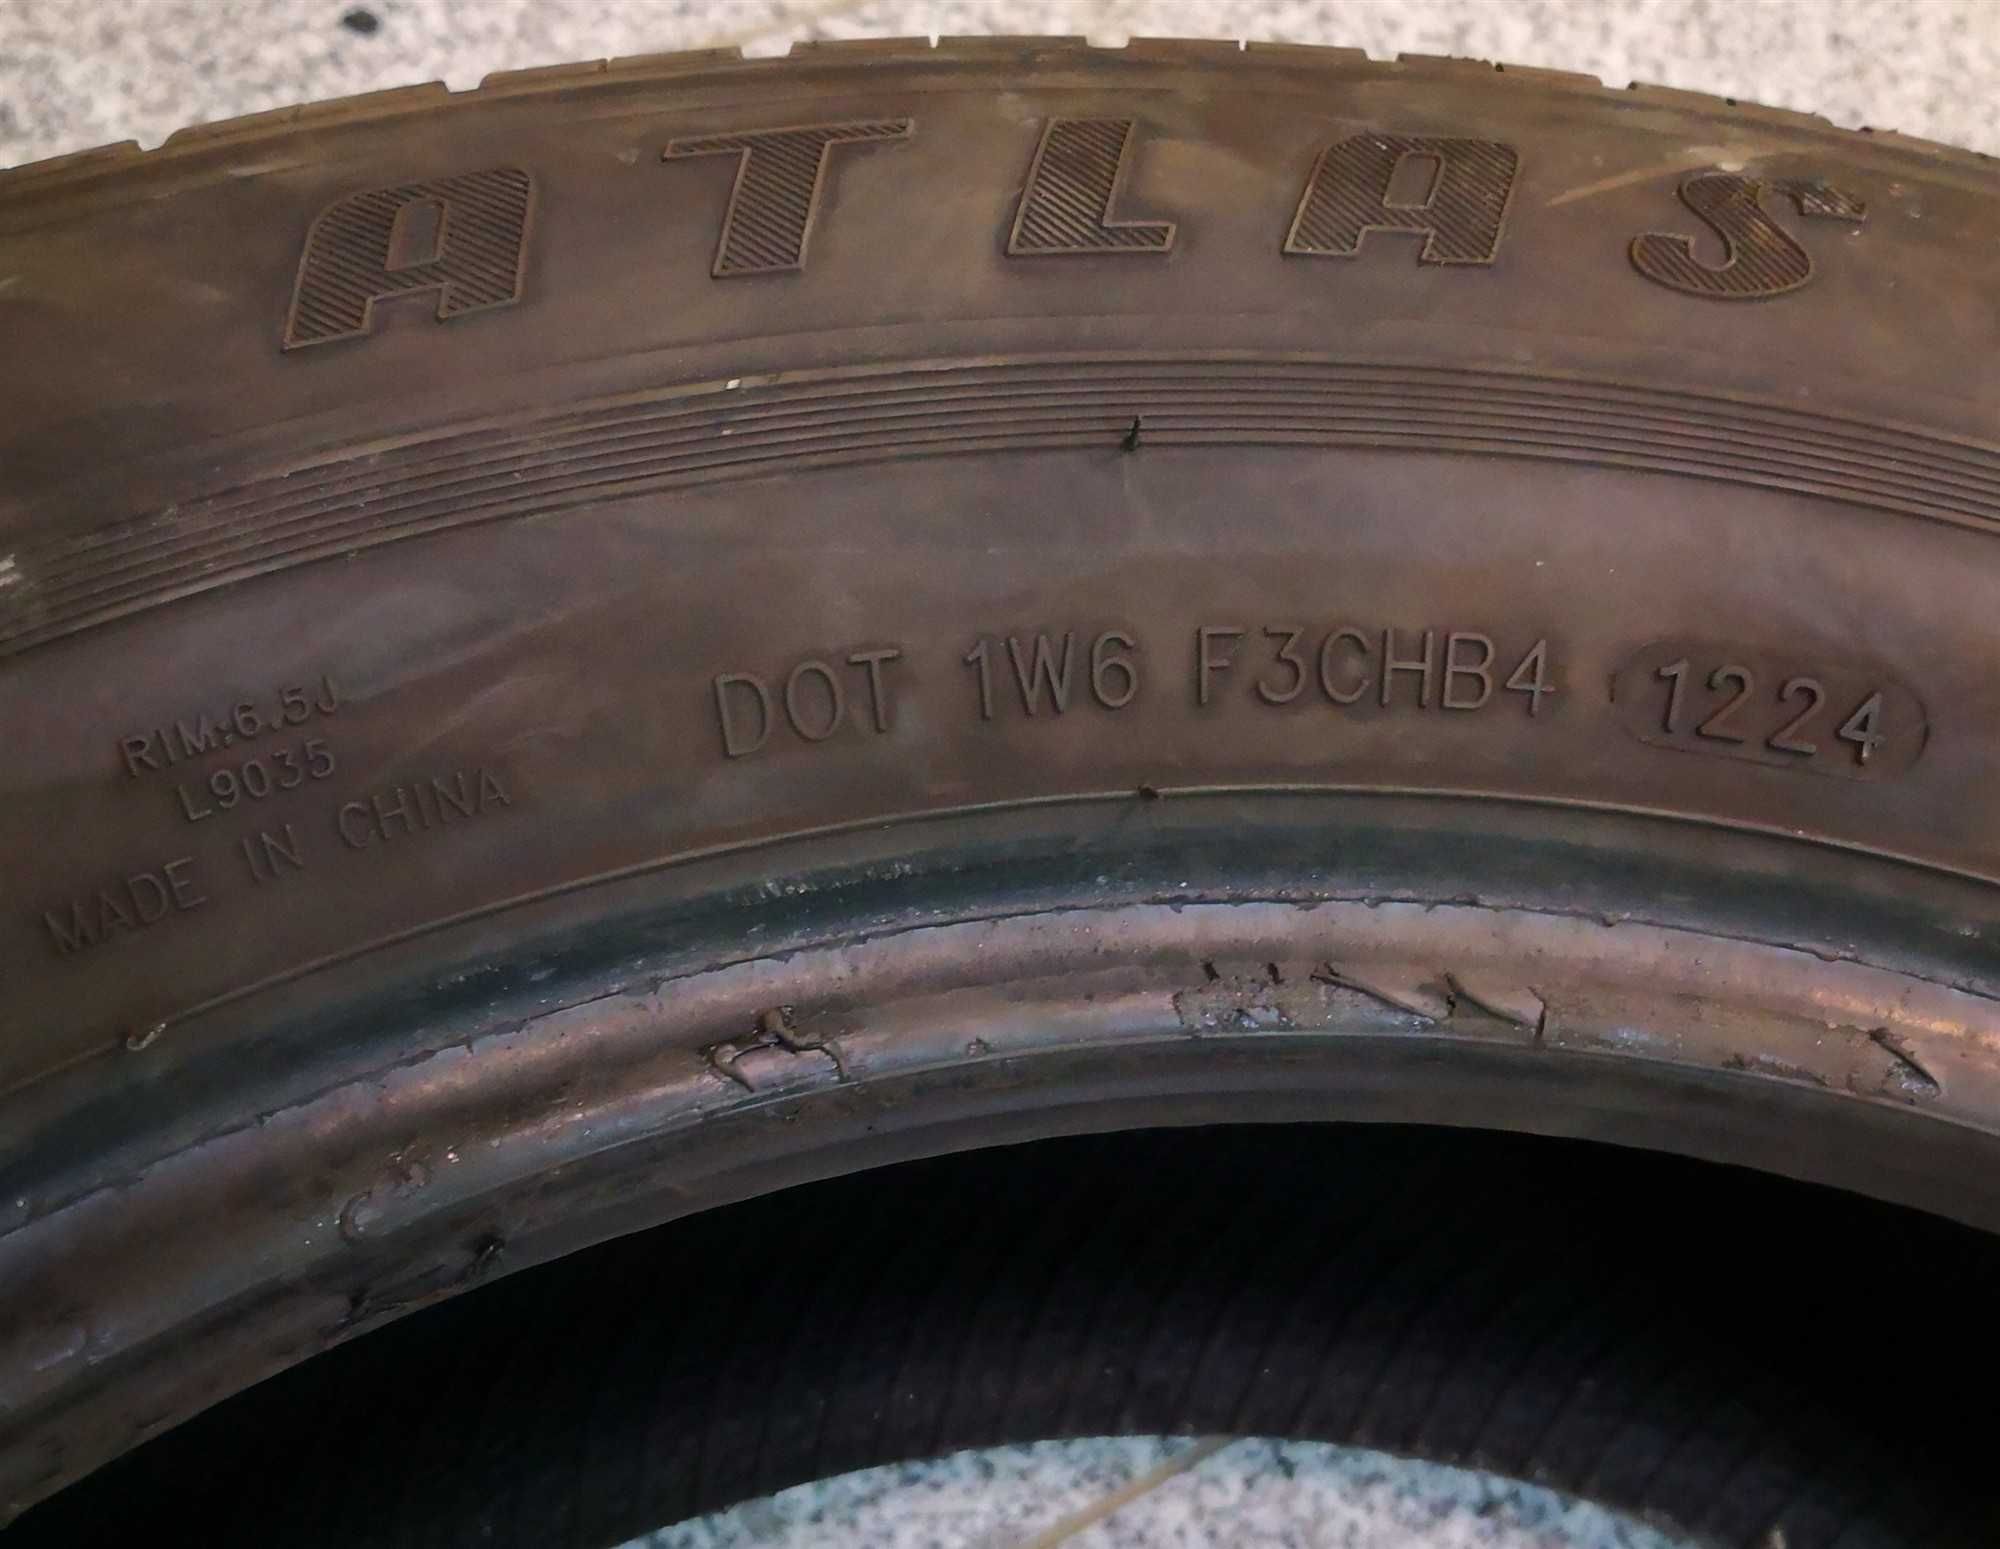 ATLAS
RIM:6.5J
L9035
MADE IN CHINA
DOT 1W6 F3CHB4 1224